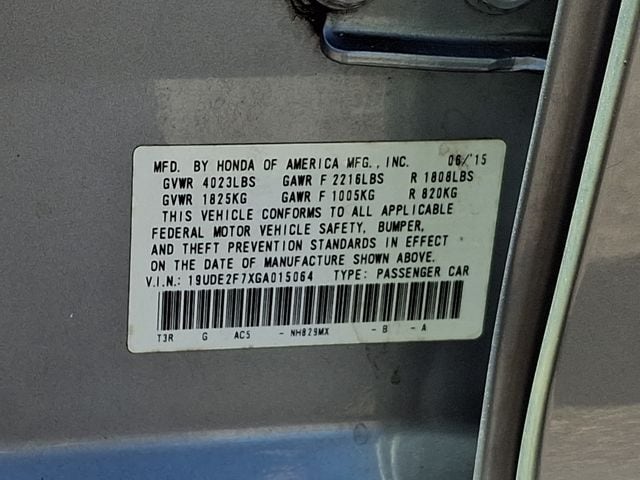 MFD. BY HONDA OF AMERICA MFG., INC. 06/'15
GVWR 4023LBS GAWR F 2216LBS R 1808LBS
GVWR 1825KG GAWR F 1005KG R 820KG
THIS VEHICLE CONFORMS TO ALL APPLICABLE
FEDERAL MOTOR VEHICLE SAFETY, BUMPER,
AND THEFT PREVENTION STANDARDS IN EFFECT
ON THE DATE OF MANUFACTURE SHOWN ABOVE.
V.I.N.: 19UDE2F7XGA015064 TYPE: PASSENGER CAR
T3R G AC5 - NH829MX - B - A